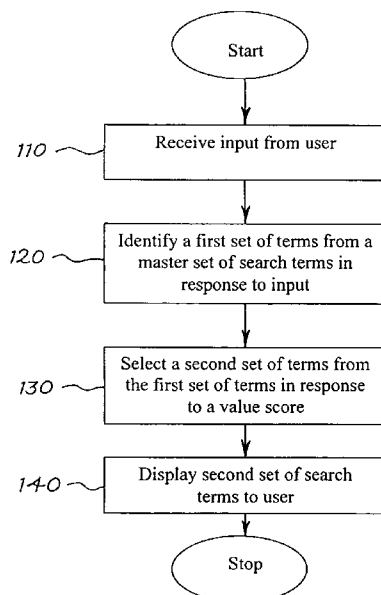 Start
110
Receive input from user
120
Identify a first set of terms from a
master set of search terms in
response to input
130
Select a second set of terms from
the first set of terms in response
to a value score
140
Display second set of search
terms to user
Stop